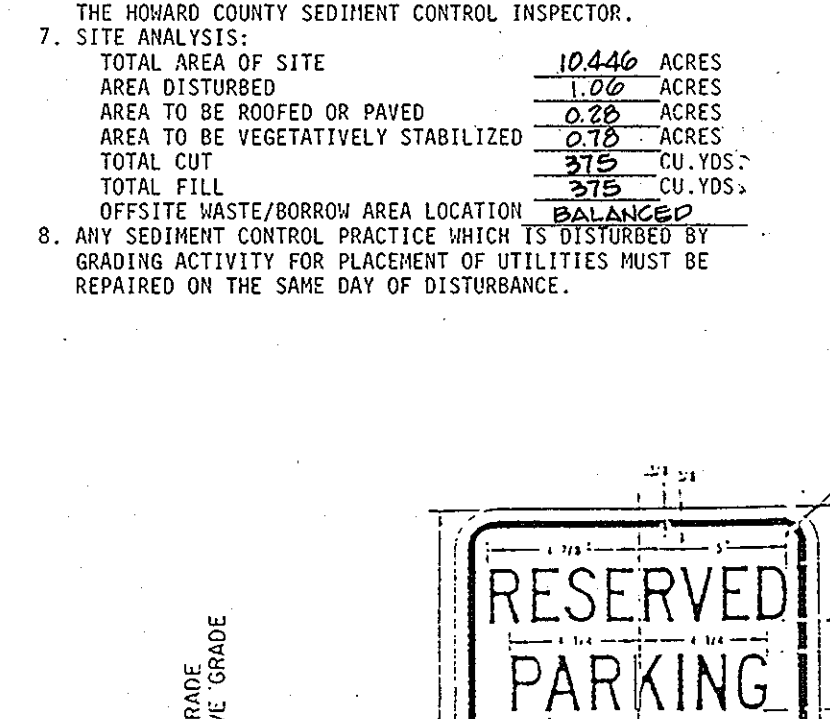 THE HOWARD COUNTY SEDIMENT CONTROL INSPECTOR.
7. SITE ANALYSIS:
TOTAL AREA OF SITE 10.446 ACRES
AREA DISTURBED 1.06 ACRES
AREA TO BE ROOFED OR PAVED 0.28 ACRES
AREA TO BE VEGETATIVELY STABILIZED 0.78 ACRES
TOTAL CUT 375 CU.YDS.
TOTAL FILL 375 CU.YDS.
OFFSITE WASTE/BORROW AREA LOCATION BALANCED
8. ANY SEDIMENT CONTROL PRACTICE WHICH IS DISTURBED BY
GRADING ACTIVITY FOR PLACEMENT OF UTILITIES MUST BE
REPAIRED ON THE SAME DAY OF DISTURBANCE.
5"
RESERVED
PARKING
GRADE